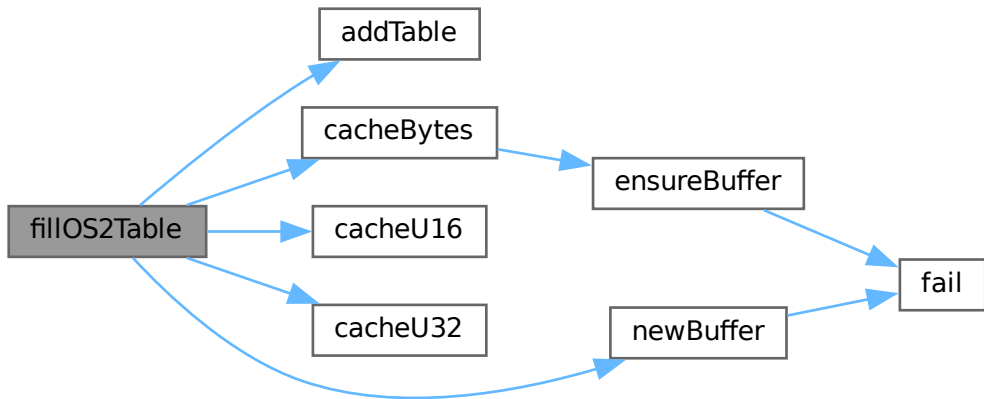 addTable
cacheBytes
ensureBuffer
fillOS2Table
cacheU16
fail
cacheU32
newBuffer